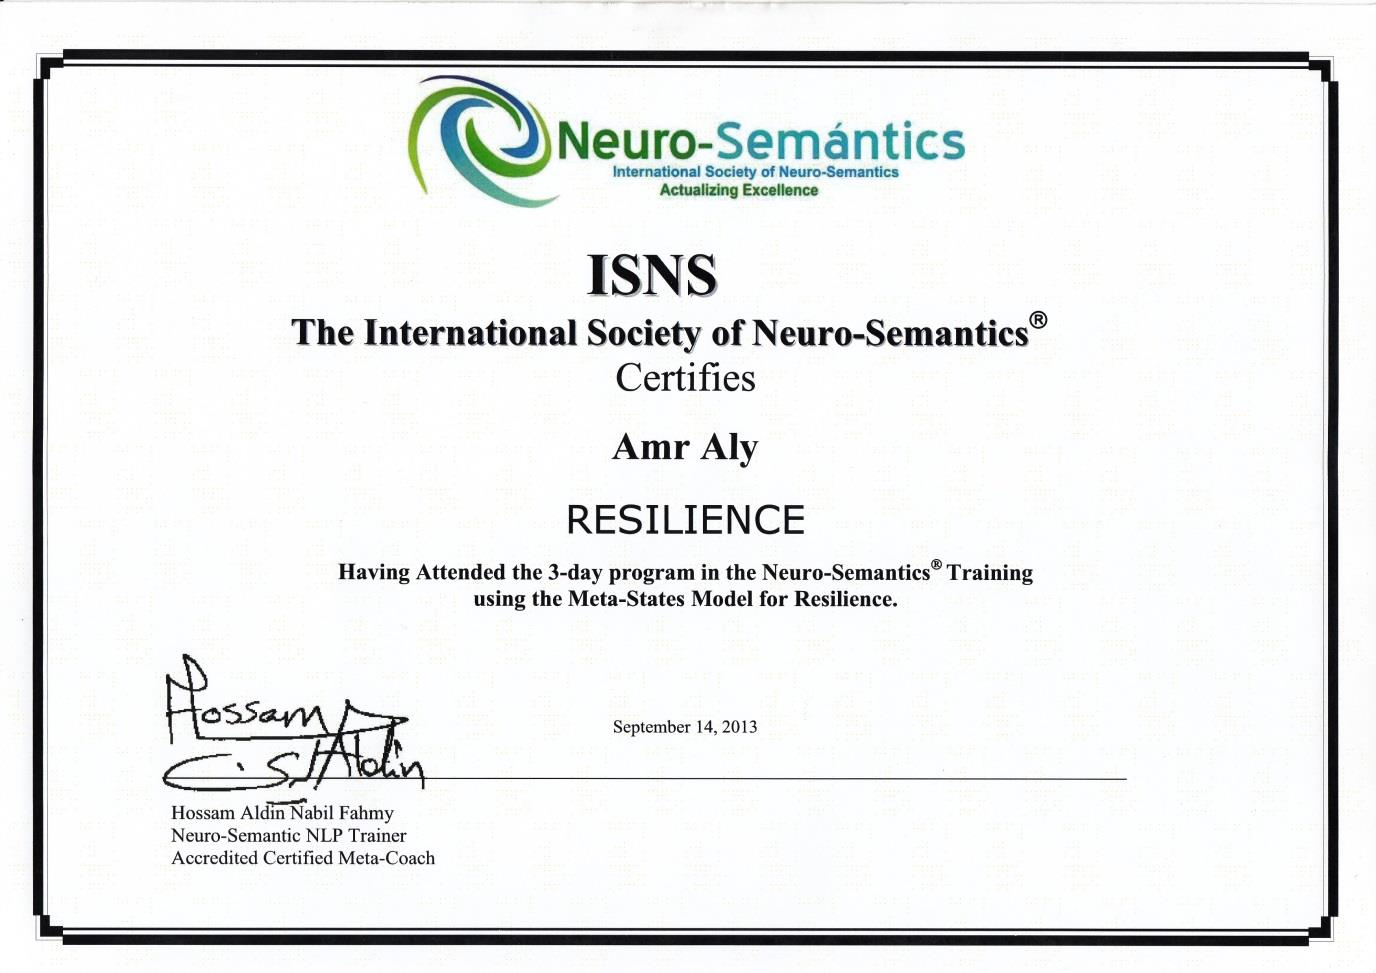 Neuro-Semántics
International Society of Neuro-Semantics
Actualizing Excellence
ISNS
The International Society of Neuro-Semantics®
Certifies
Amr Aly
RESILIENCE
Having Attended the 3-day program in the Neuro-Semantics® Training
using the Meta-States Model for Resilience.
Hossam
Aldin
September 14, 2013
Hossam Aldin Nabil Fahmy
Neuro-Semantic NLP Trainer
Accredited Certified Meta-Coach